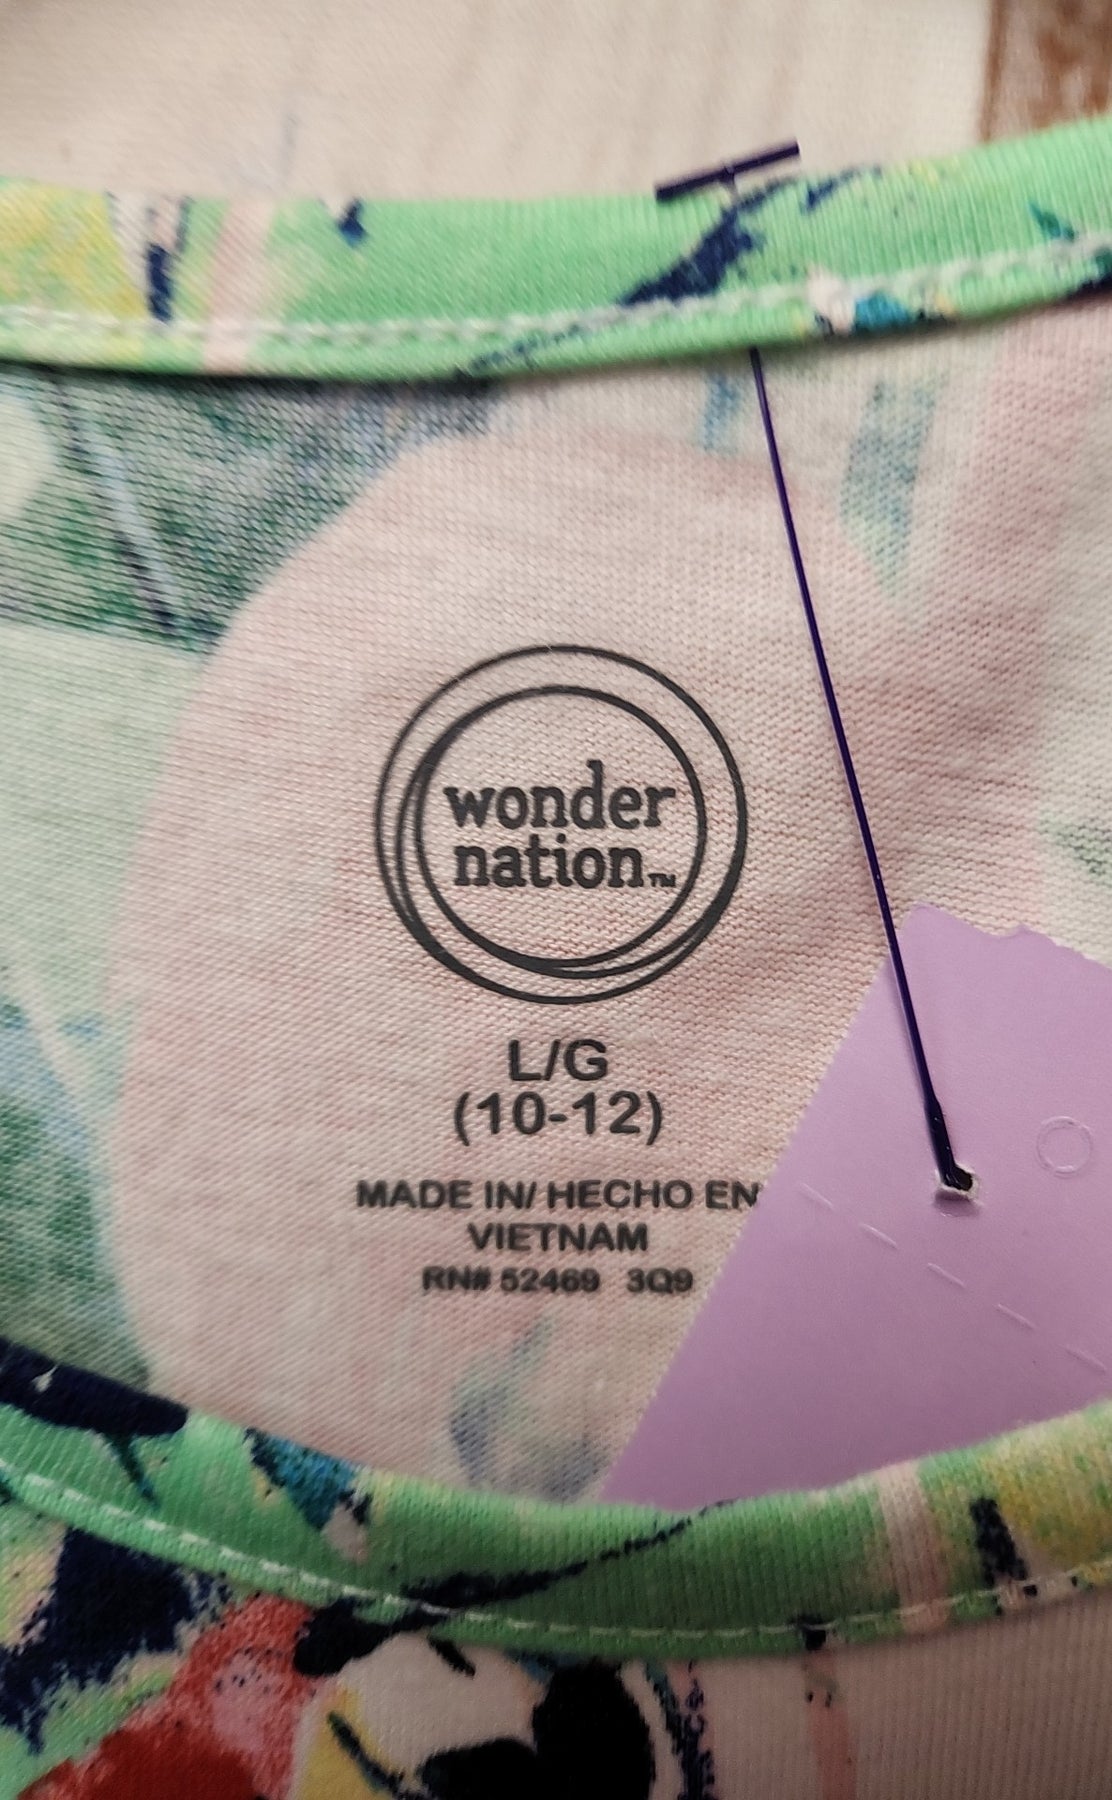 wonder
nation™
L/G
(10-12)
MADE IN/ HECHO EN
VIETNAM
RN# 52469 3Q9